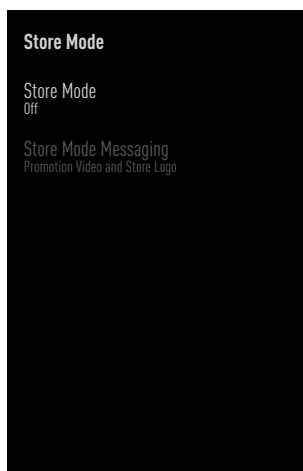 Store Mode
Store Mode
Off
Store Mode Messaging
Promotion Video and Store Logo